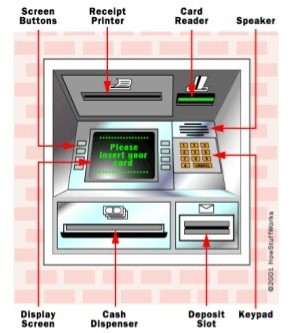 Screen
Buttons
Receipt
Printer
Card
Reader
Speaker
Please
Insert your
card
©2001 HowStuffWorks
Display
Screen
Cash
Dispenser
Deposit
Slot
Keypad